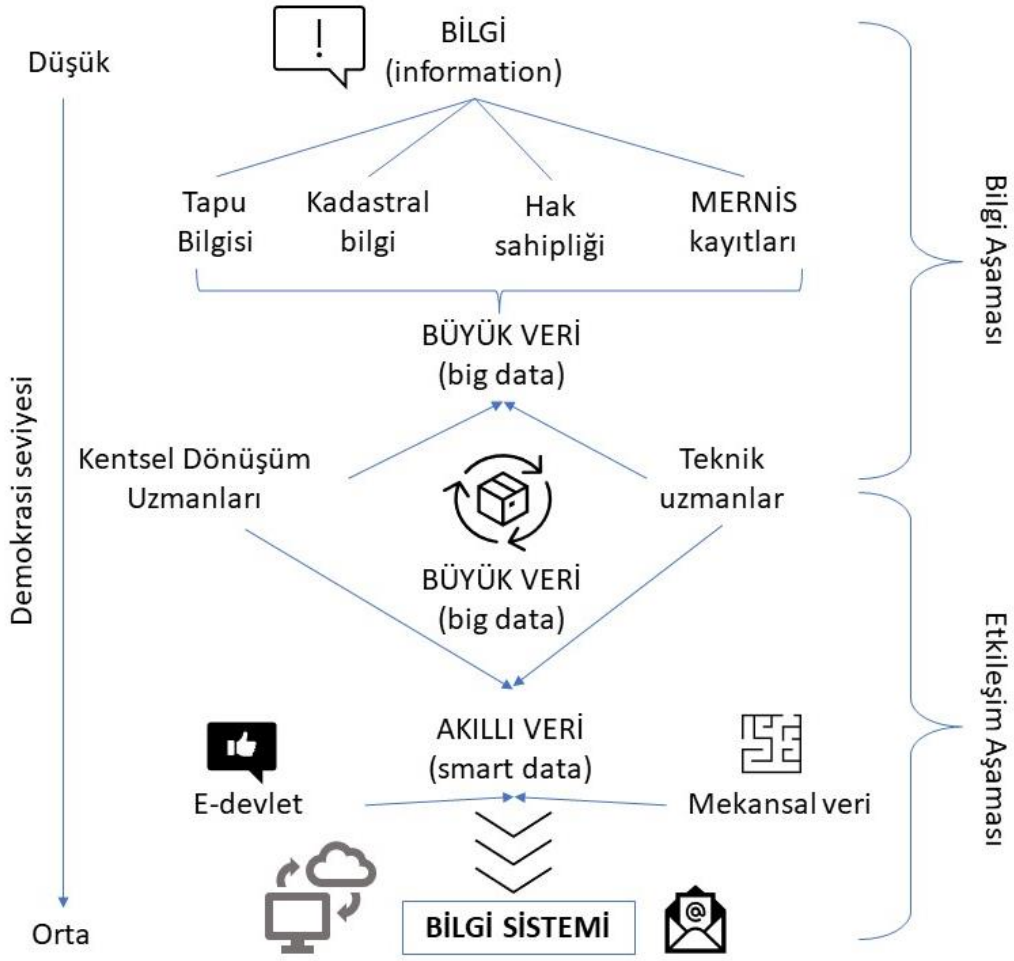 BİLGİ
(information)
Düşük
Tapu
Bilgisi
Kadastral
bilgi
Hak
sahipliği
MERNİS
kayıtları
Bilgi Aşaması
BÜYÜK VERİ
(big data)
Demokrasi seviyesi
Kentsel Dönüşüm
Uzmanları
Teknik
uzmanlar
BÜYÜK VERİ
(big data)
Etkileşim Aşaması
AKILLI VERİ
(smart data)
E-devlet
Mekansal veri
BİLGİ SİSTEMİ
@
Orta